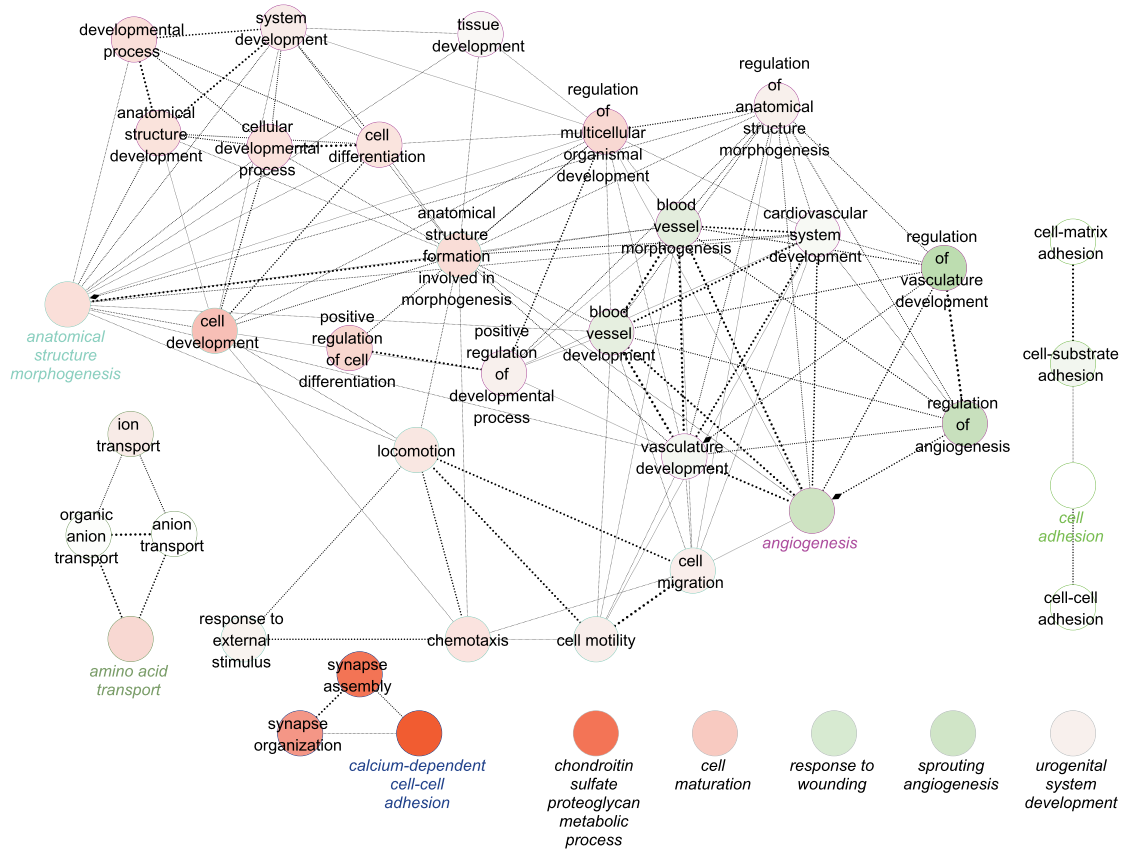 developmental
process
system
development
tissue
development
regulation
of
anatomical
structure
morphogenesis
regulation
of
multicellular
organismal
development
anatomical
structure
development
cellular
developmental
process
cell
differentiation
blood
vessel
morphogenesis
cardiovascular
system
development
anatomical
structure
formation
involved in
morphogenesis
regulation
of
vasculature
development
cell-matrix
adhesion
anatomical
structure
morphogenesis
cell
development
positive
regulation
of cell
differentiation
positive
regulation
of
developmental
process
blood
vessel
development
cell-substrate
adhesion
regulation
of
angiogenesis
ion
transport
locomotion
vasculature
development
organic
anion
transport
anion
transport
angiogenesis
cell
adhesion
cell
migration
cell-cell
adhesion
response to
external
stimulus
chemotaxis
cell motility
amino acid
transport
synapse
assembly
synapse
organization
calcium-dependent
cell-cell
adhesion
chondroitin
sulfate
proteoglycan
metabolic
process
cell
maturation
response to
wounding
sprouting
angiogenesis
urogenital
system
development